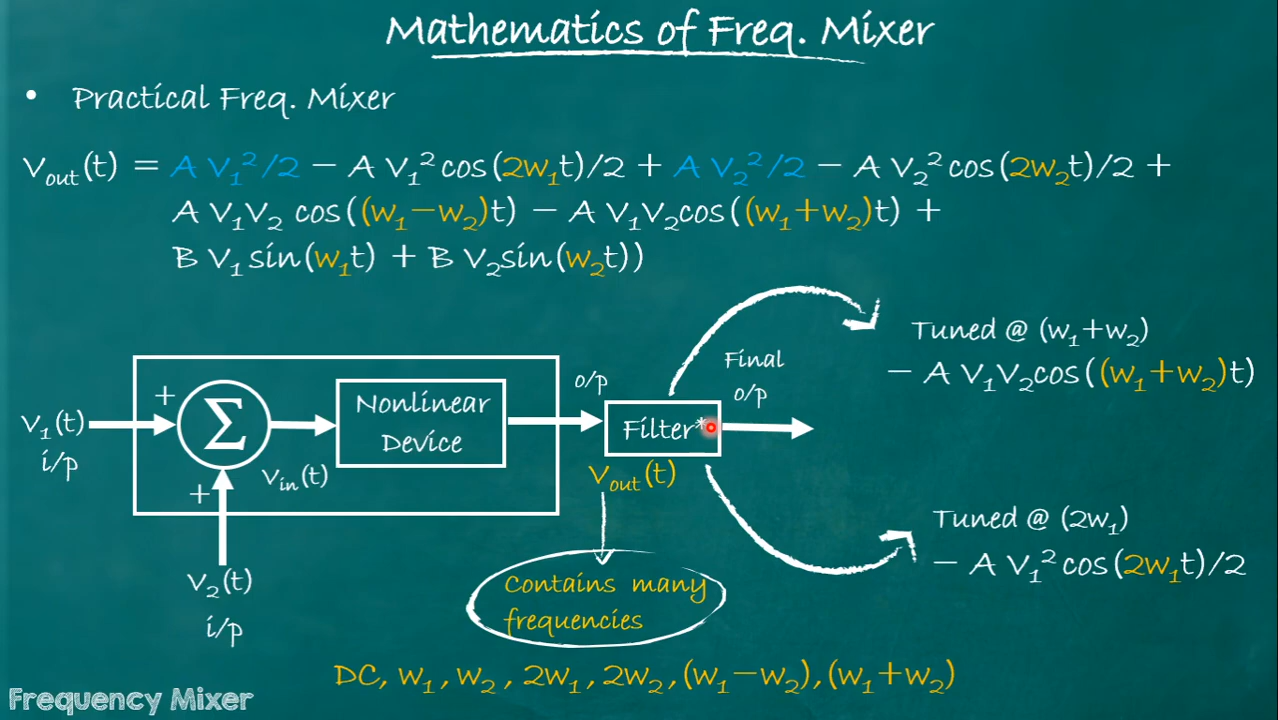 Mathematics of Freq. Mixer
• Practical Freq. Mixer
V_out(t) = A V₁²/2 − A V₁² cos(2w₁t)/2 + A V₂²/2 − A V₂² cos(2w₂t)/2 +
A V₁V₂ cos((w₁−w₂)t) − A V₁V₂cos((w₁+w₂)t) +
B V₁ sin(w₁t) + B V₂sin(w₂t))
Tuned @ (w₁+w₂)
− A V₁V₂cos((w₁+w₂)t)
Final
o/p
o/p
+
Σ
Nonlinear
Device
Filter*
V₁(t)
i/p
V_in(t)
+
V_out(t)
Tuned @ (2w₁)
− A V₁² cos(2w₁t)/2
V₂(t)
i/p
Contains many
frequencies
DC, w₁, w₂, 2w₁, 2w₂, (w₁−w₂), (w₁+w₂)
Frequency Mixer